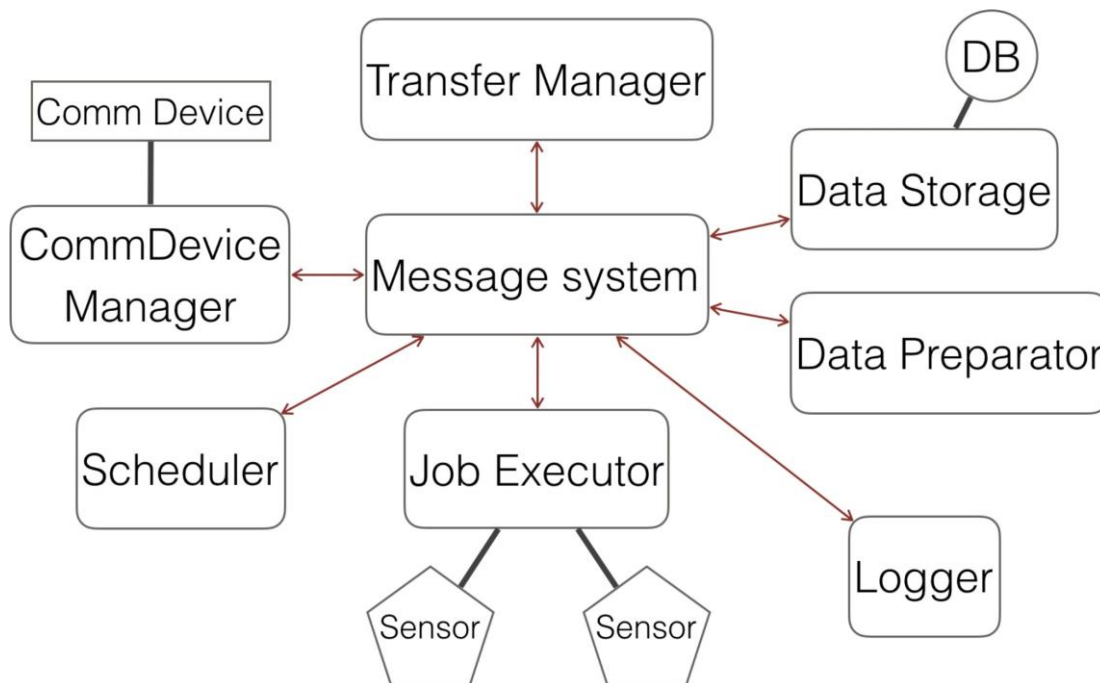 Transfer Manager
DB
Comm Device
Data Storage
CommDevice
Manager
Message system
Data Preparator
Scheduler
Job Executor
Logger
Sensor
Sensor